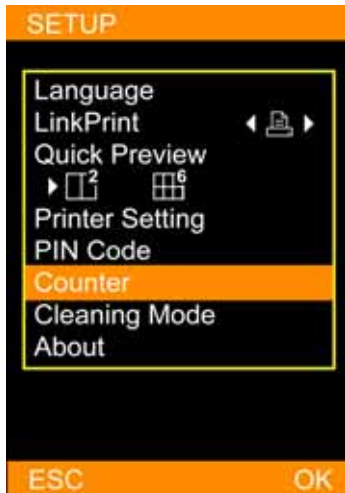 SETUP
Language
LinkPrint
Quick Preview
2 6
Printer Setting
PIN Code
Counter
Cleaning Mode
About
ESC OK